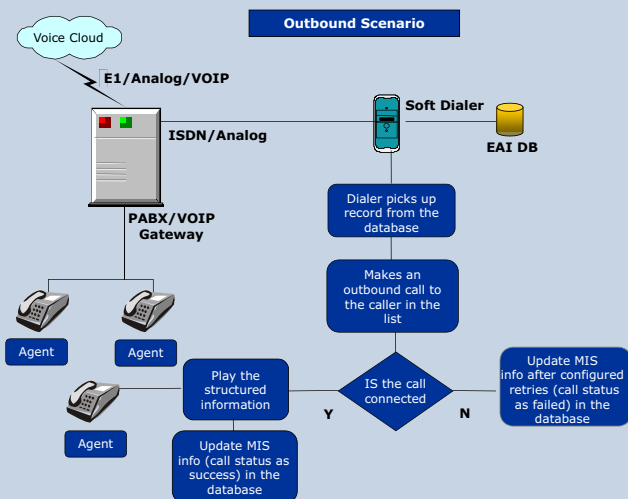 Outbound Scenario
Voice Cloud
E1/Analog/VOIP
Soft Dialer
ISDN/Analog
EAI DB
PABX/VOIP
Gateway
Dialer picks up
record from the
database
Makes an
outbound call to
the caller in the
list
Agent
Agent
IS the call
connected
Y
N
Play the
structured
information
Update MIS
info after configured
retries (call status
as failed) in the
database
Agent
Update MIS
info (call status as
success) in the
database